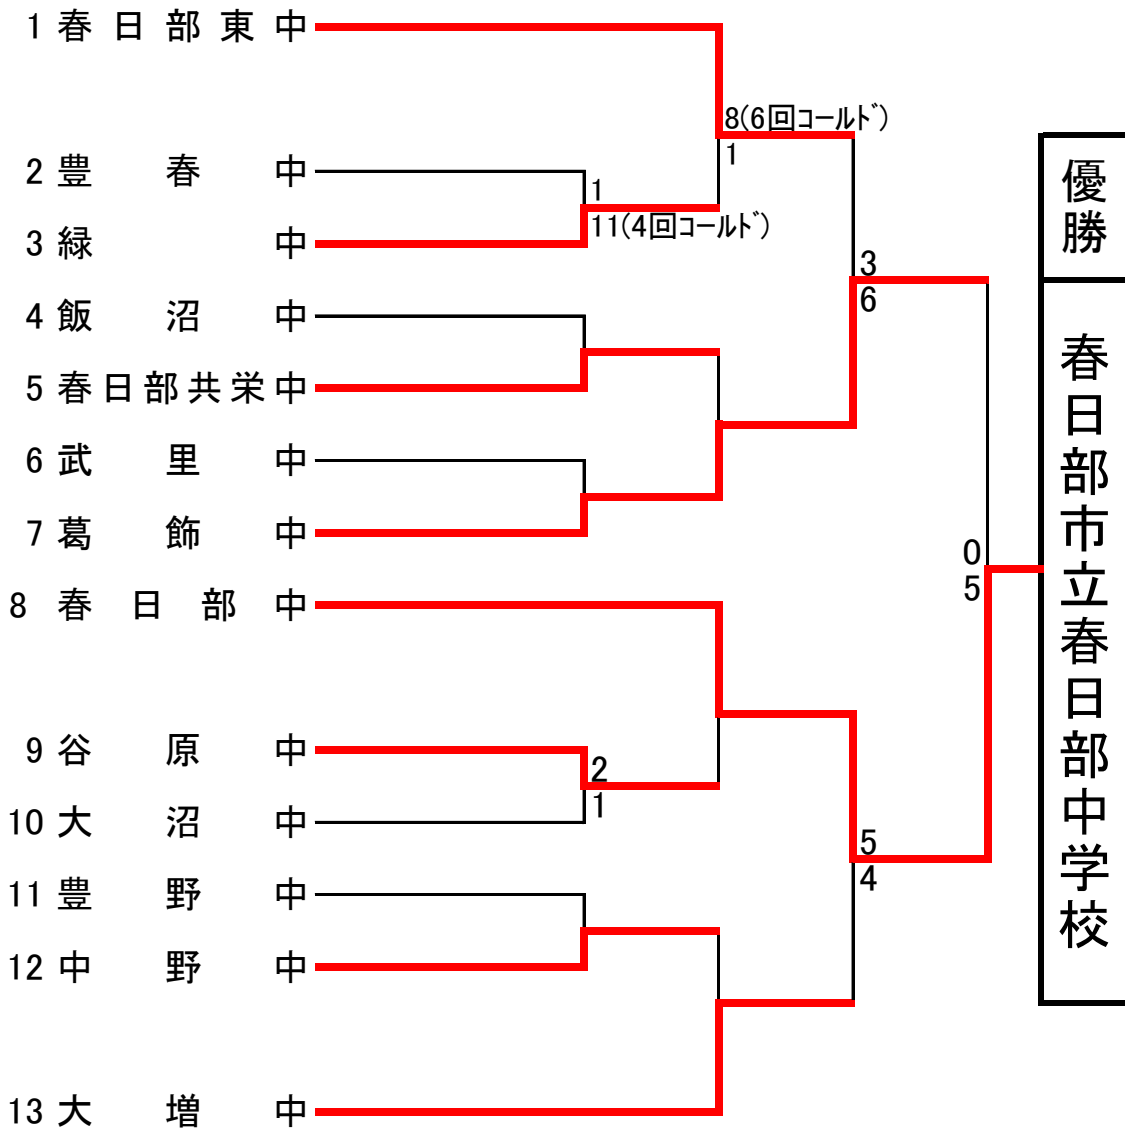 1 春日部東中
8(6回コールド)
1
2 豊春中
1
3 緑中
11(4回コールド)
4 飯沼中
3
6
5 春日部共栄中
6 武里中
7 葛飾中
0
5
8 春日部中
9 谷原中
2
1
10 大沼中
5
4
11 豊野中
12 中野中
13 大増中
優勝
春日部市立春日部中学校